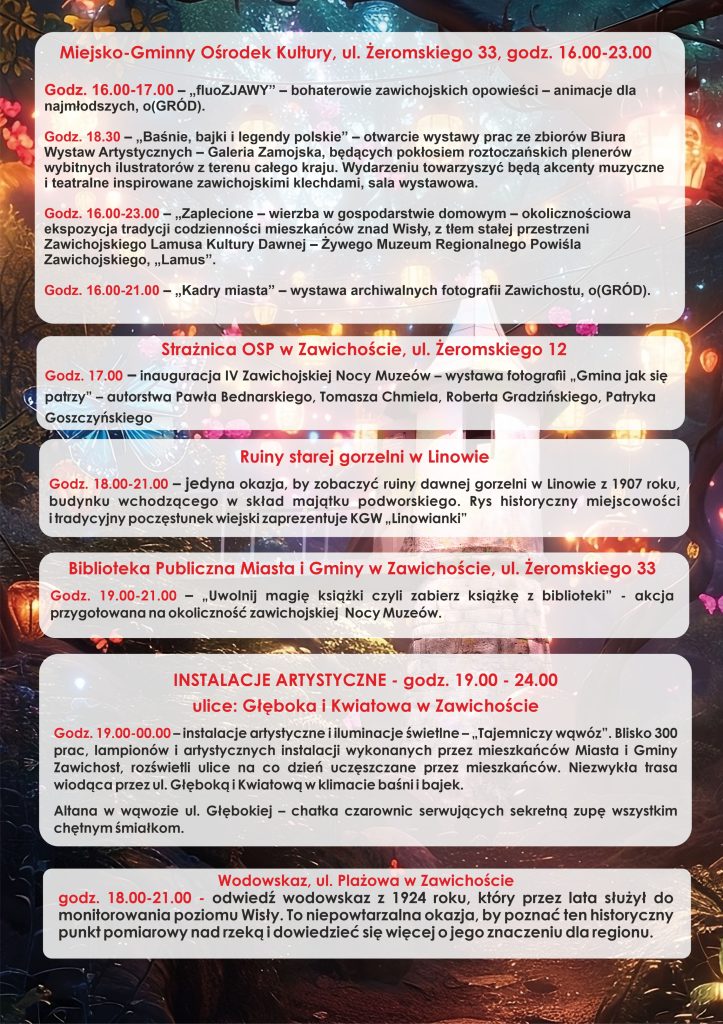 Miejsko-Gminny Ośrodek Kultury, ul. Żeromskiego 33, godz. 16.00-23.00
Godz. 16.00-17.00 – „fluoZJAWY” – bohaterowie zawichojskich opowieści – animacje dla
najmłodszych, o(GRÓD).
Godz. 18.30 – „Baśnie, bajki i legendy polskie” – otwarcie wystawy prac ze zbiorów Biura
Wystaw Artystycznych – Galeria Zamojska, będących pokłosiem roztoczańskich plenerów
wybitnych ilustratorów z terenu całego kraju. Wydarzeniu towarzyszyć będą akcenty muzyczne
i teatralne inspirowane zawichojskimi klechdami, sala wystawowa.
Godz. 16.00-23.00 – „Zaplecione – wierzba w gospodarstwie domowym – okolicznościowa
ekspozycja tradycji codzienności mieszkańców znad Wisły, z tłem stałej przestrzeni
Zawichojskiego Lamusa Kultury Dawnej – Żywego Muzeum Regionalnego Powiśla
Zawichojskiego, „Lamus”.
Godz. 16.00-21.00 – „Kadry miasta” – wystawa archiwalnych fotografii Zawichostu, o(GRÓD).
Strażnica OSP w Zawichoście, ul. Żeromskiego 12
Godz. 17.00 – inauguracja IV Zawichojskiej Nocy Muzeów – wystawa fotografii „Gmina jak się
patrzy” – autorstwa Pawła Bednarskiego, Tomasza Chmiela, Roberta Gradzińskiego, Patryka
Goszczyńskiego
Ruiny starej gorzelni w Linowie
Godz. 18.00-21.00 – jedyna okazja, by zobaczyć ruiny dawnej gorzelni w Linowie z 1907 roku,
budynku wchodzącego w skład majątku podworskiego. Rys historyczny miejscowości
i tradycyjny poczęstunek wiejski zaprezentuje KGW „Linowianki”
Biblioteka Publiczna Miasta i Gminy w Zawichoście, ul. Żeromskiego 33
Godz. 19.00-21.00 – „Uwolnij magię książki czyli zabierz książkę z biblioteki” - akcja
przygotowana na okoliczność zawichojskiej Nocy Muzeów.
INSTALACJE ARTYSTYCZNE - godz. 19.00 - 24.00
ulice: Głęboka i Kwiatowa w Zawichoście
Godz. 19.00-00.00 – instalacje artystyczne i iluminacje świetlne – „Tajemniczy wąwóz”. Blisko 300
prac, lampionów i artystycznych instalacji wykonanych przez mieszkańców Miasta i Gminy
Zawichost, rozświetli ulice na co dzień uczęszczane przez mieszkańców. Niezwykła trasa
wiodąca przez ul. Głęboką i Kwiatową w klimacie baśni i bajek.
Altana w wąwozie ul. Głębokiej – chatka czarownic serwujących sekretną zupę wszystkim
chętnym śmiałkom.
Wodowskaz, ul. Plażowa w Zawichoście
godz. 18.00-21.00 - odwiedź wodowskaz z 1924 roku, który przez lata służył do
monitorowania poziomu Wisły. To niepowtarzalna okazja, by poznać ten historyczny
punkt pomiarowy nad rzeką i dowiedzieć się więcej o jego znaczeniu dla regionu.